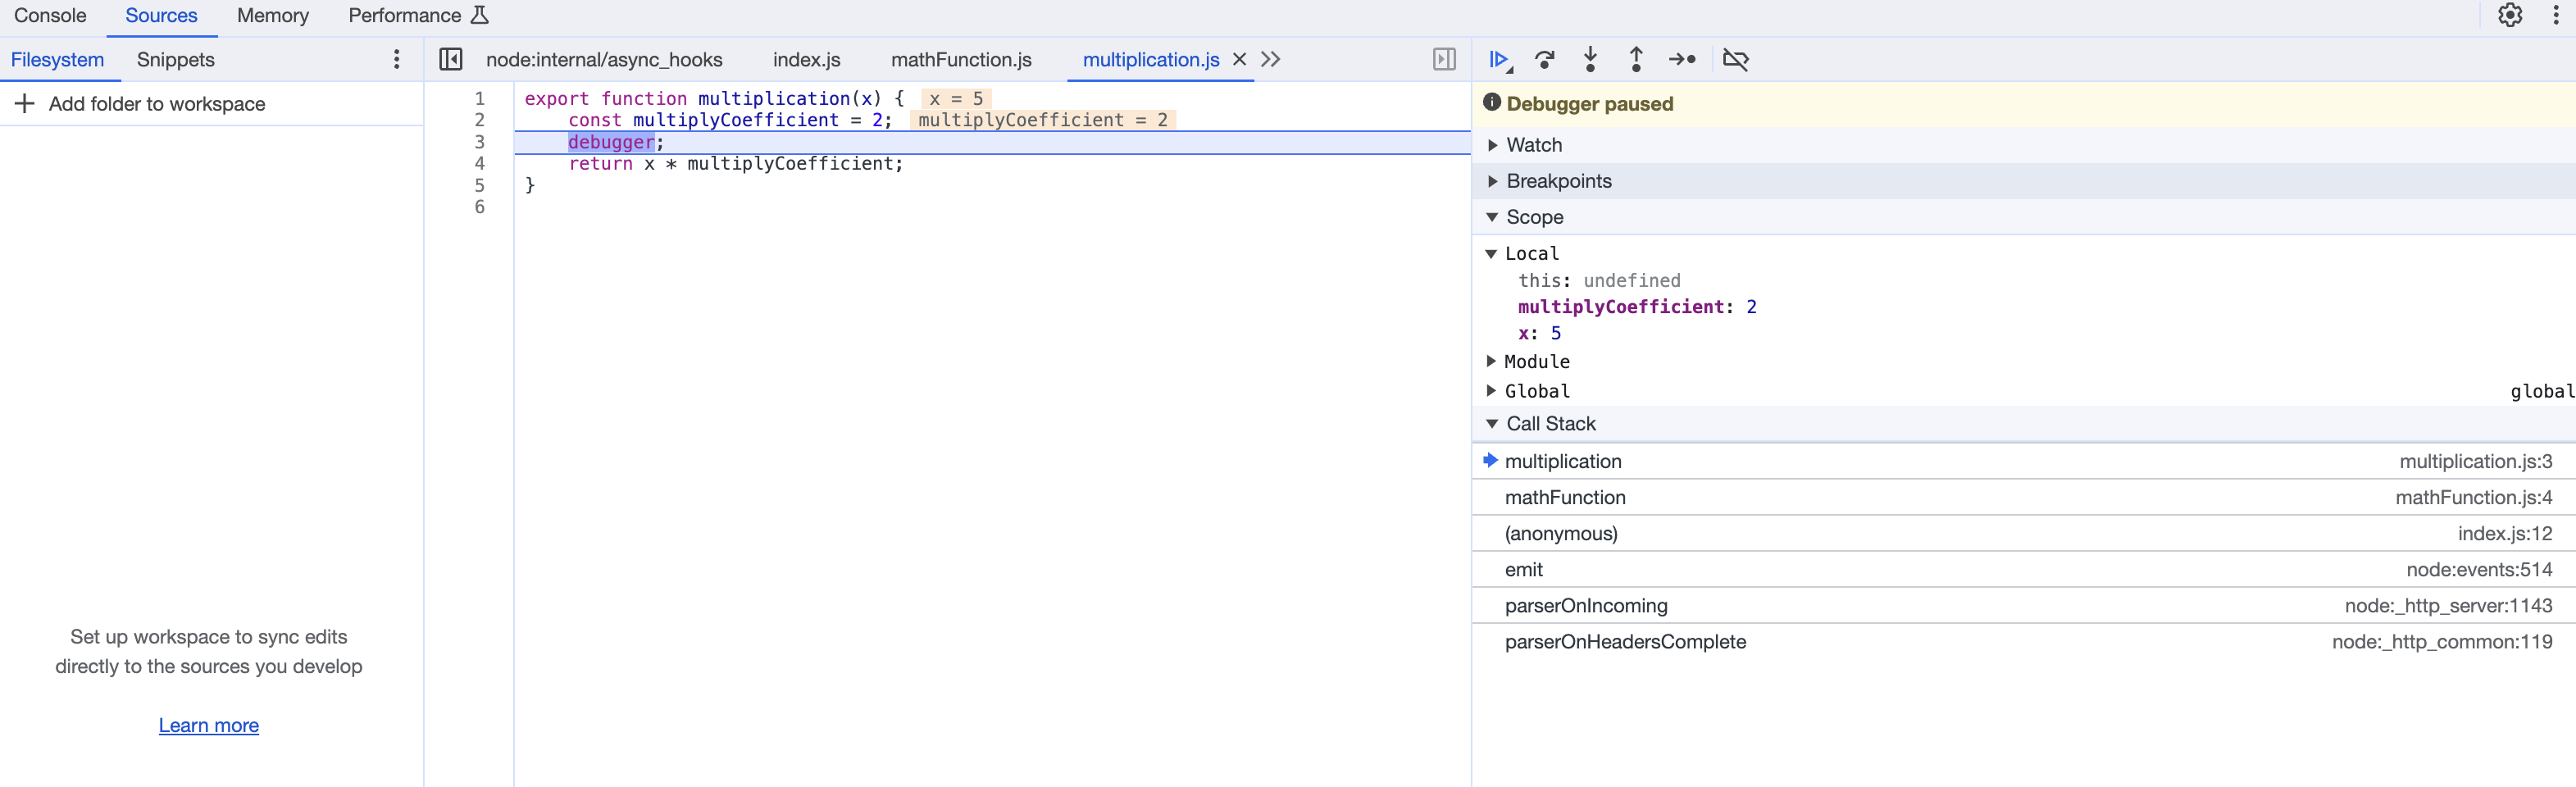 Console Sources Memory Performance
Filesystem Snippets
Add folder to workspace
Set up workspace to sync edits
directly to the sources you develop
Learn more
node:internal/async_hooks index.js mathFunction.js multiplication.js
1 export function multiplication(x) { x = 5
2 const multiplyCoefficient = 2; multiplyCoefficient = 2
3 debugger;
4 return x * multiplyCoefficient;
5 }
6
Debugger paused
Watch
Breakpoints
Scope
Local
this: undefined
multiplyCoefficient: 2
x: 5
Module
Global global
Call Stack
multiplication multiplication.js:3
mathFunction mathFunction.js:4
(anonymous) index.js:12
emit node:events:514
parserOnIncoming node:_http_server:1143
parserOnHeadersComplete node:_http_common:119